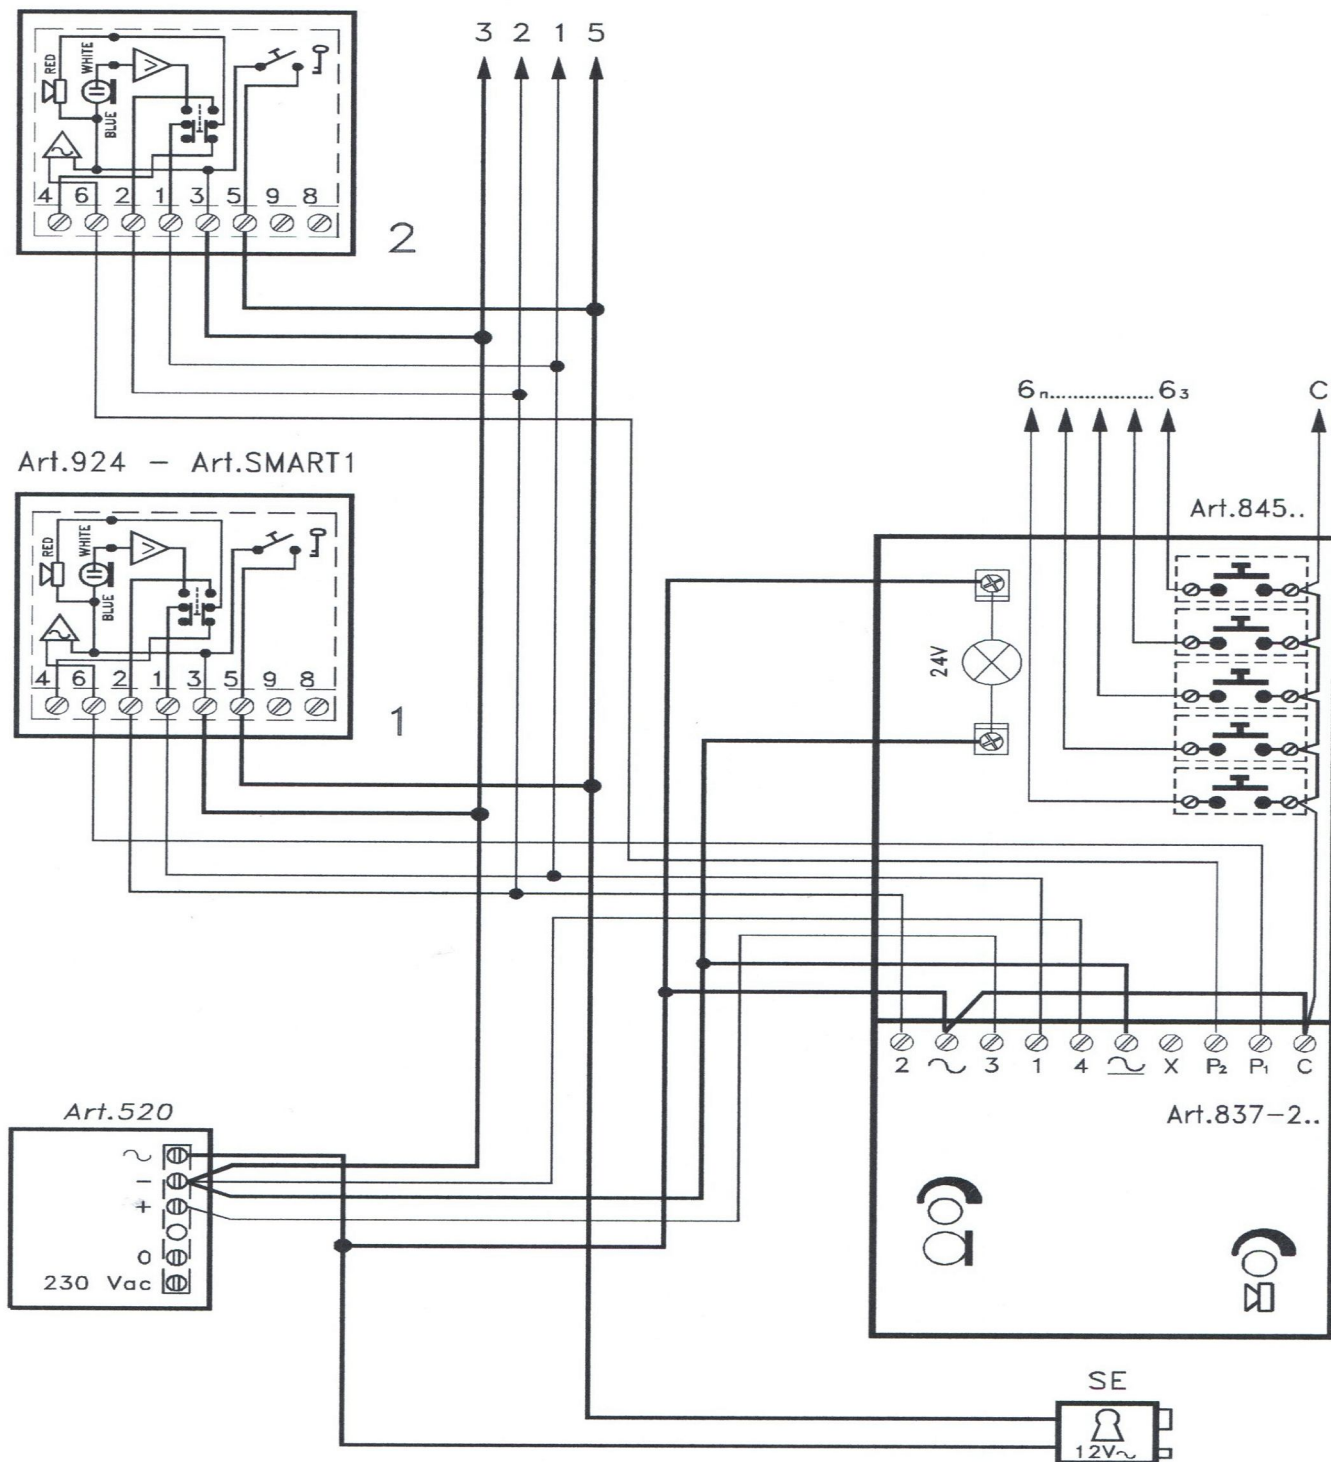 3 2 1 5
RED
WHITE
BLUE
4 6 2 1 3 5 9 8
2
6n.................. 63
C
Art.924 - Art.SMART1
Art.845..
RED
WHITE
BLUE
24V
4 6 2 1 3 5 9 8
1
2 ~ 3 1 4 ~ X P2 P1 C
Art.837-2..
Art.520
~
-
+
0
230 Vac
SE
12V~